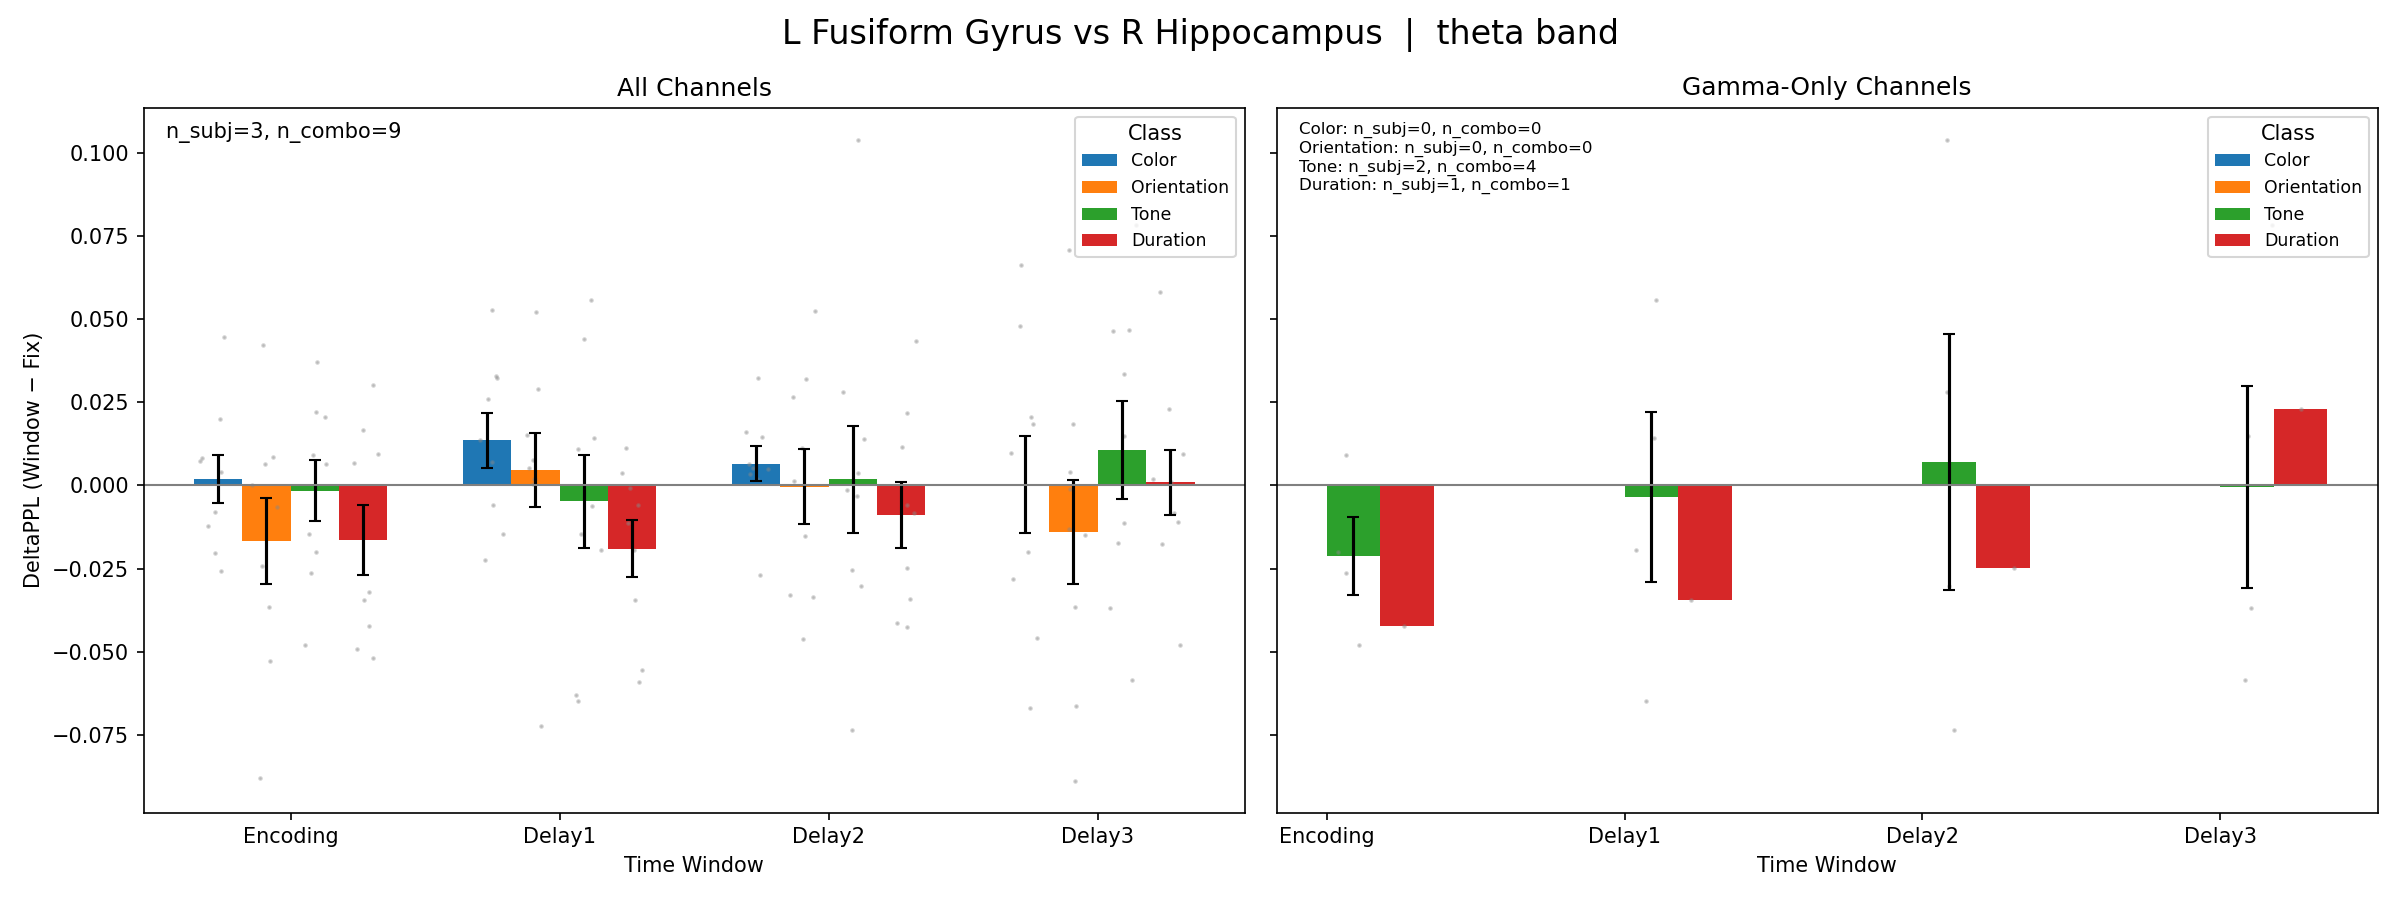 L Fusiform Gyrus vs R Hippocampus | theta band
All Channels
n_subj=3, n_combo=9
Class
Color
Orientation
Tone
Duration
0.100
0.075
0.050
0.025
0.000
−0.025
−0.050
−0.075
DeltaPPL (Window − Fix)
Encoding
Delay1
Delay2
Delay3
Time Window
Gamma-Only Channels
Color: n_subj=0, n_combo=0
Orientation: n_subj=0, n_combo=0
Tone: n_subj=2, n_combo=4
Duration: n_subj=1, n_combo=1
Class
Color
Orientation
Tone
Duration
Encoding
Delay1
Delay2
Delay3
Time Window